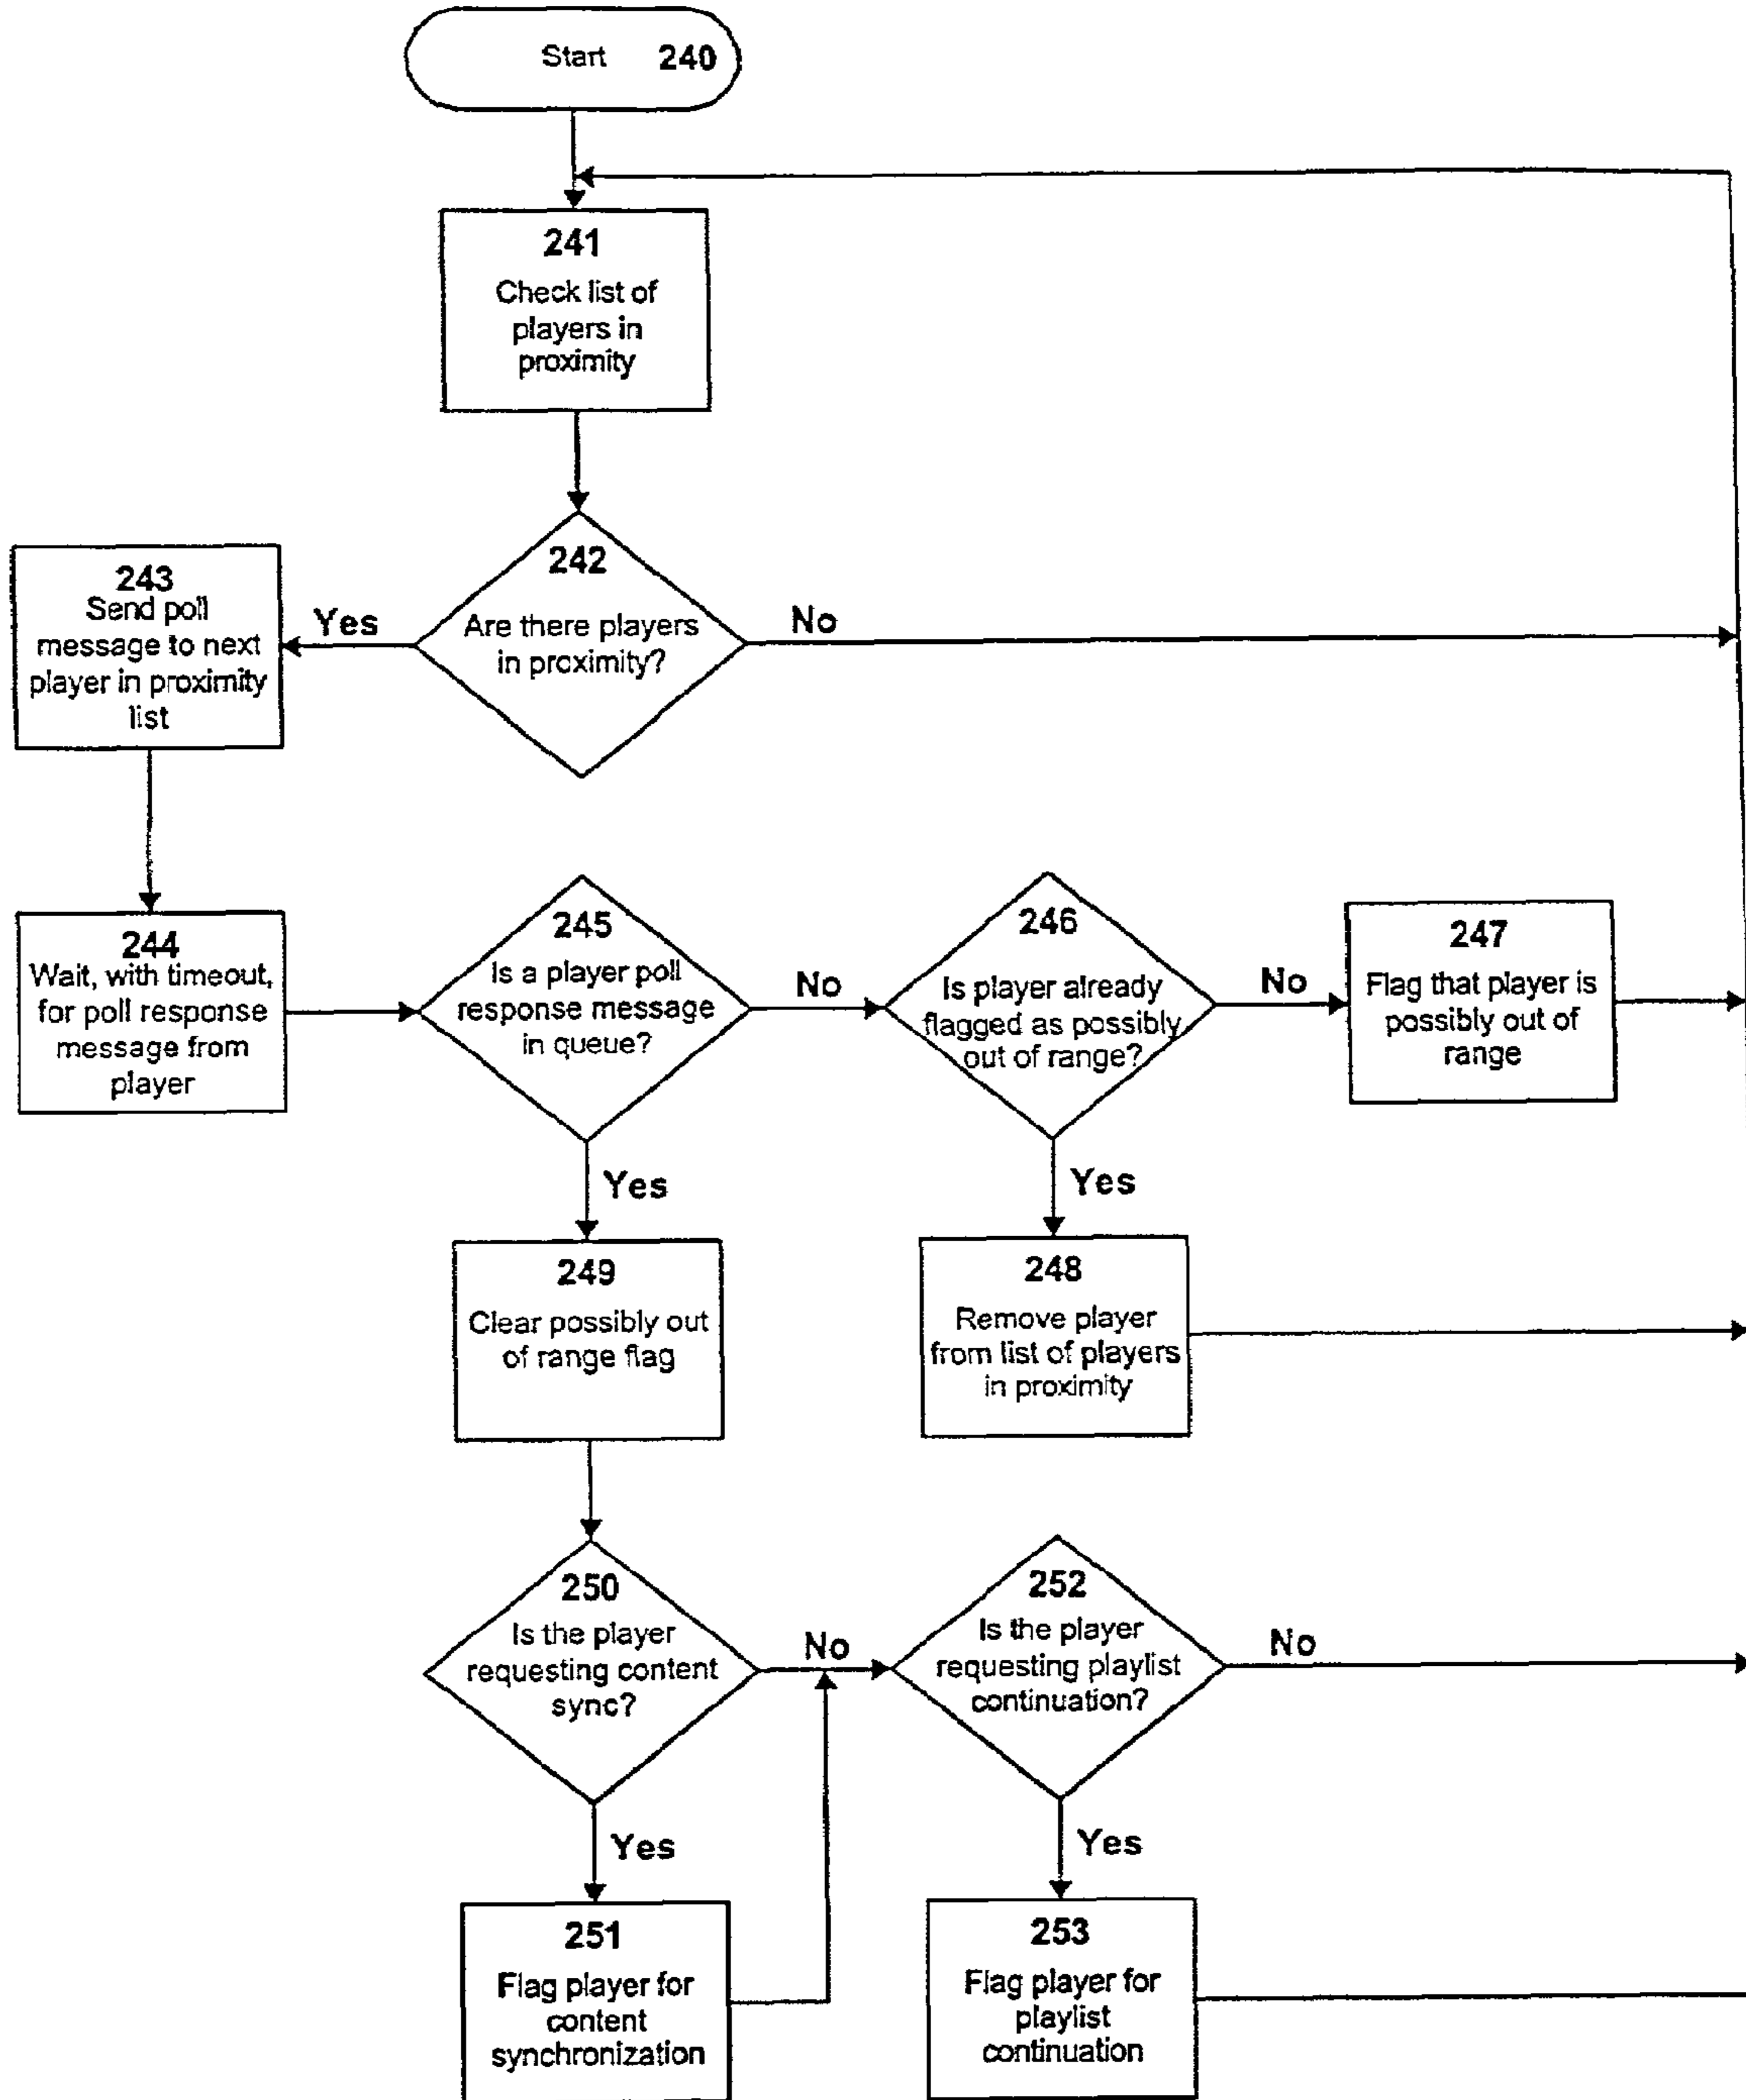 Start 240
241
Check list of
players in
proximity
242
Are there players
in proximity?
Yes
No
243
Send poll
message to next
player in proximity
list
244
Wait, with timeout,
for poll response
message from
player
245
Is a player poll
response message
in queue?
No
Yes
246
Is player already
flagged as possibly
out of range?
No
Yes
247
Flag that player is
possibly out of
range
249
Clear possibly out
of range flag
248
Remove player
from list of players
in proximity
250
Is the player
requesting content
sync?
No
Yes
252
Is the player
requesting playlist
continuation?
No
Yes
251
Flag player for
content
synchronization
253
Flag player for
playlist
continuation